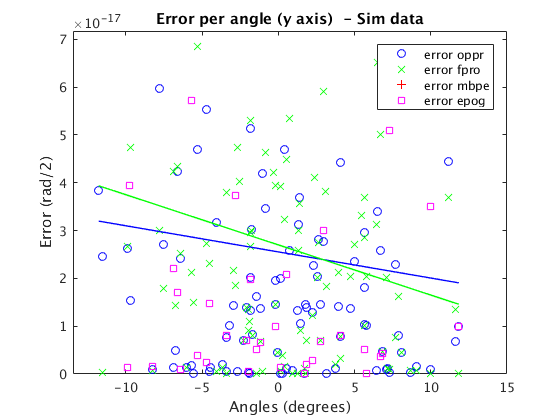 ×10⁻¹⁷
Error per angle (y axis) - Sim data
7
6
5
4
3
2
1
0
Error (rad/2)
error oppr
error fpro
error mbpe
error epog
-10
-5
0
5
10
15
Angles (degrees)